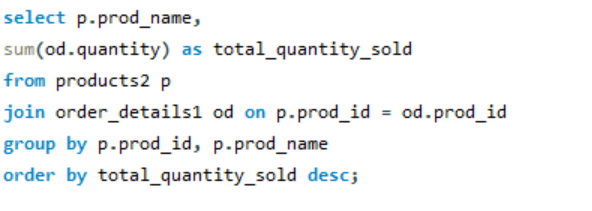 select p.prod_name,
sum(od.quantity) as total_quantity_sold
from products2 p
join order_details1 od on p.prod_id = od.prod_id
group by p.prod_id, p.prod_name
order by total_quantity_sold desc;